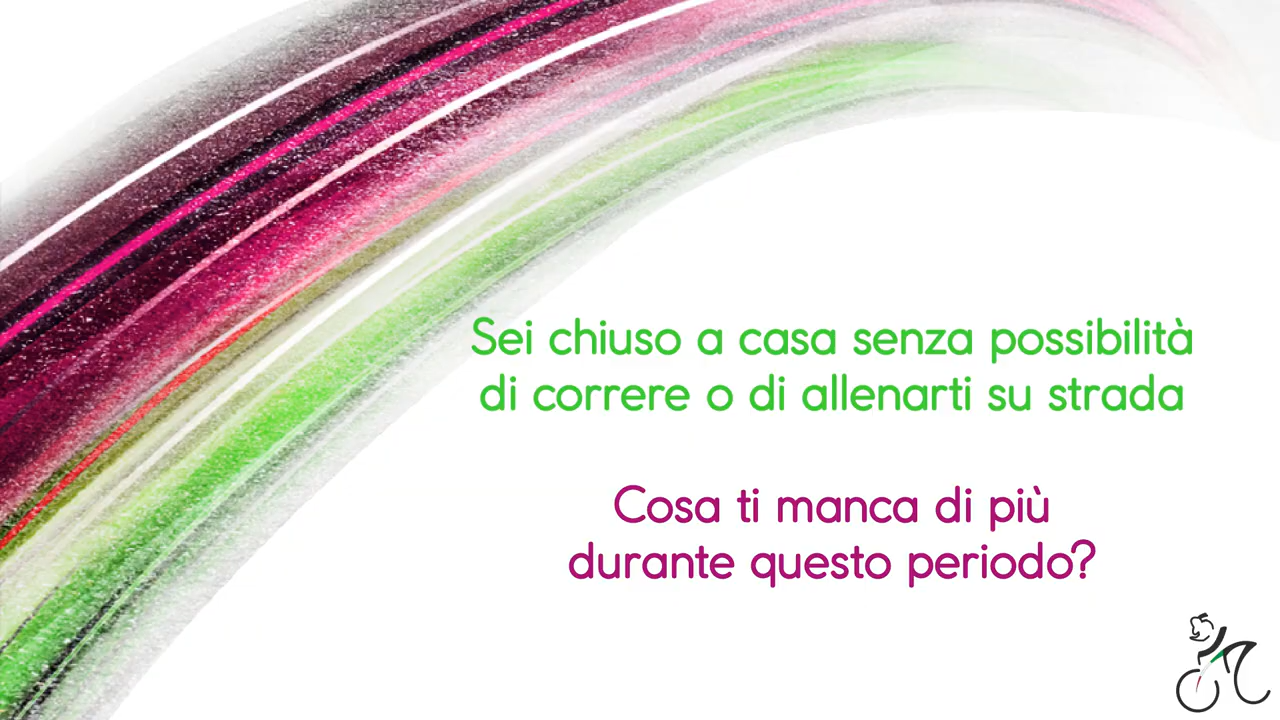 Sei chiuso a casa senza possibilità
di correre o di allenarti su strada
Cosa ti manca di più
durante questo periodo?